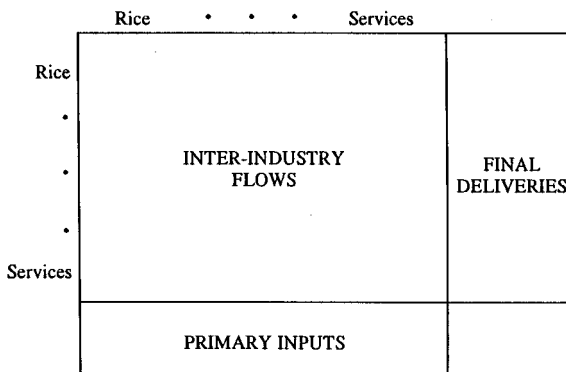 Rice • • • Services
Rice
•
•
•
Services
INTER-INDUSTRY
FLOWS
FINAL
DELIVERIES
PRIMARY INPUTS